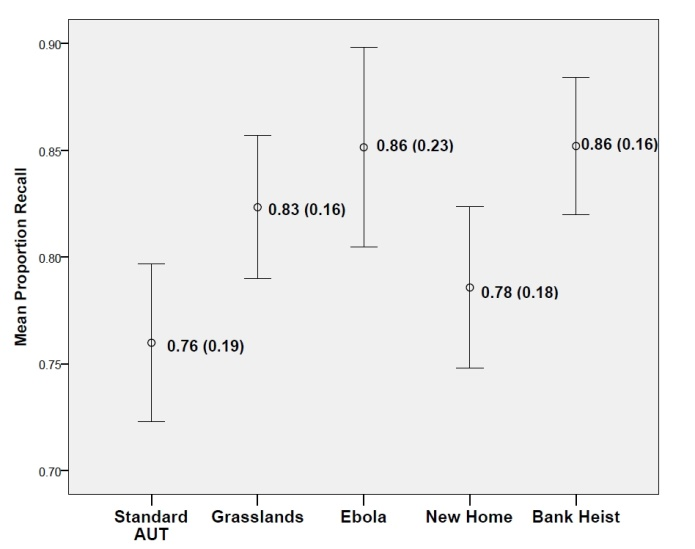 Mean Proportion Recall
0.90
0.85
0.80
0.75
0.70
0.76 (0.19)
0.83 (0.16)
0.86 (0.23)
0.78 (0.18)
0.86 (0.16)
Standard
AUT
Grasslands
Ebola
New Home
Bank Heist